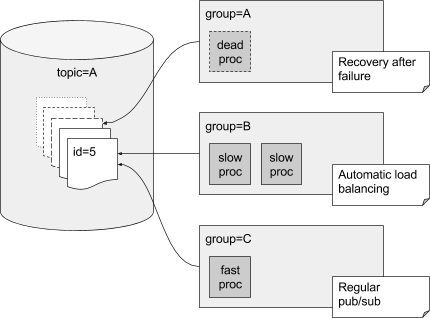 topic=A
id=5
group=A
dead
proc
Recovery after
failure
group=B
slow
proc
slow
proc
Automatic load
balancing
group=C
fast
proc
Regular
pub/sub